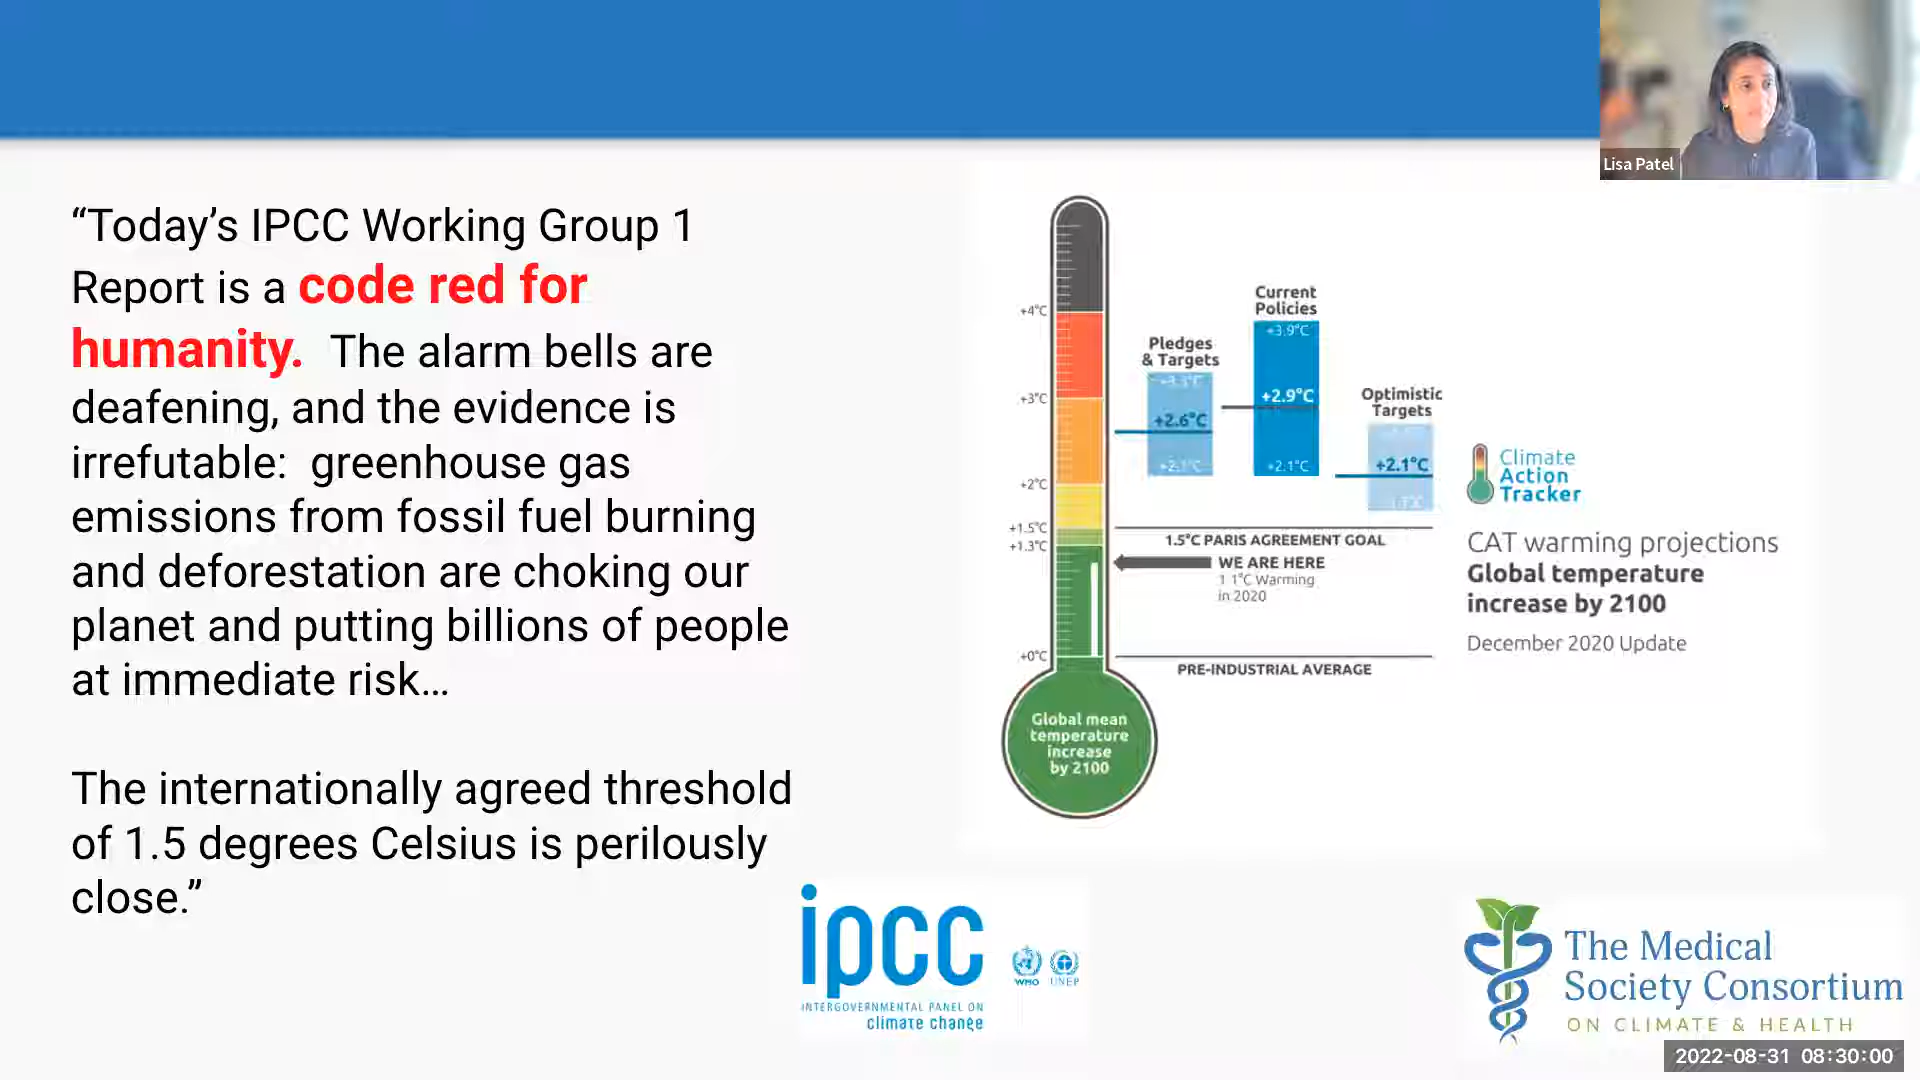 Lisa Patel
“Today’s IPCC Working Group 1
Report is a code red for
humanity. The alarm bells are
deafening, and the evidence is
irrefutable: greenhouse gas
emissions from fossil fuel burning
and deforestation are choking our
planet and putting billions of people
at immediate risk...
The internationally agreed threshold
of 1.5 degrees Celsius is perilously
close.”
+4°C
+3°C
+2°C
+1.5°C
+1.3°C
+0°C
Global mean
temperature
increase
by 2100
Pledges
& Targets
+3.3°C
+2.6°C
+2.1°C
Current
Policies
+3.9°C
+2.9°C
+2.1°C
Optimistic
Targets
+2.1°C
1.5°C PARIS AGREEMENT GOAL
WE ARE HERE
1 1°C Warming
in 2020
PRE-INDUSTRIAL AVERAGE
Climate
Action
Tracker
CAT warming projections
Global temperature
increase by 2100
December 2020 Update
ipcc
INTERGOVERNMENTAL PANEL ON
climate change
WMO
UNEP
The Medical
Society Consortium
ON CLIMATE & HEALTH
2022-08-31 08:30:00